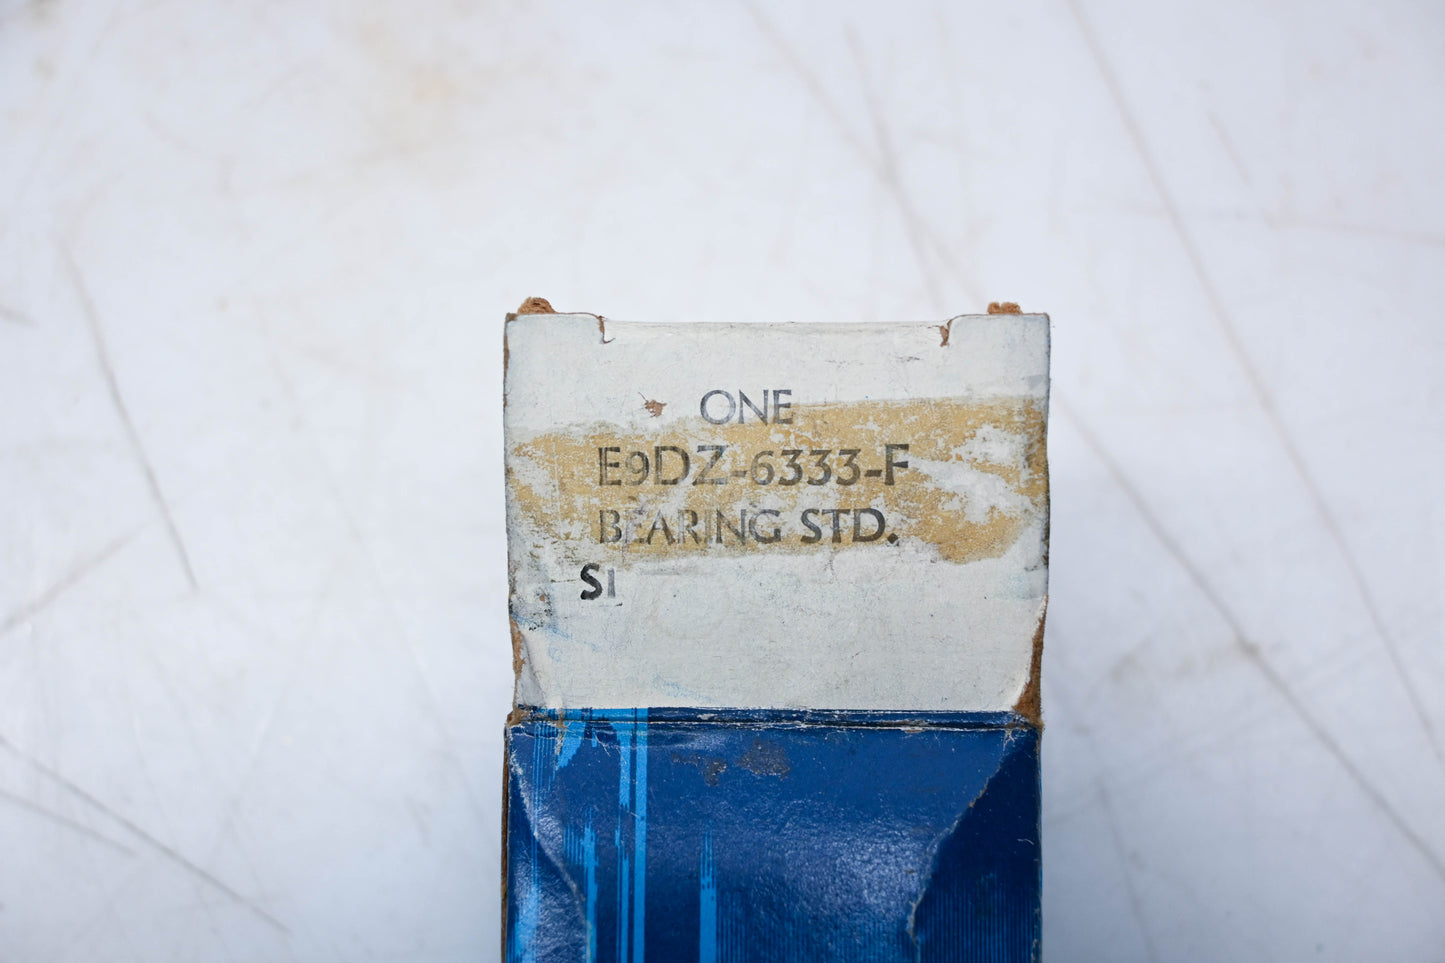 ONE
E9DZ-6333-F
BEARING STD.
S1